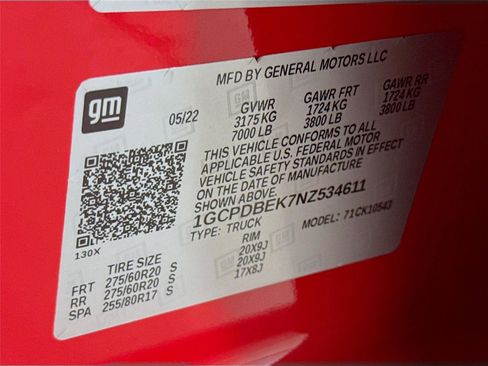 MFD BY GENERAL MOTORS LLC
gm
05/22 GVWR GAWR FRT GAWR RR
3175 KG 1724 KG 1724 KG
7000 LB 3800 LB 3800 LB
THIS VEHICLE CONFORMS TO ALL
APPLICABLE U.S. FEDERAL MOTOR
VEHICLE SAFETY STANDARDS IN EFFECT
ON THE DATE OF MANUFACTURE
1GCPDBEK7NZ534611
TYPE: TRUCK MODEL: 71CK10543
130X
TIRE SIZE RIM
FRT 275/60R20 S 20X9J
RR 275/60R20 S 20X9J
SPA 255/80R17 S 17X8J